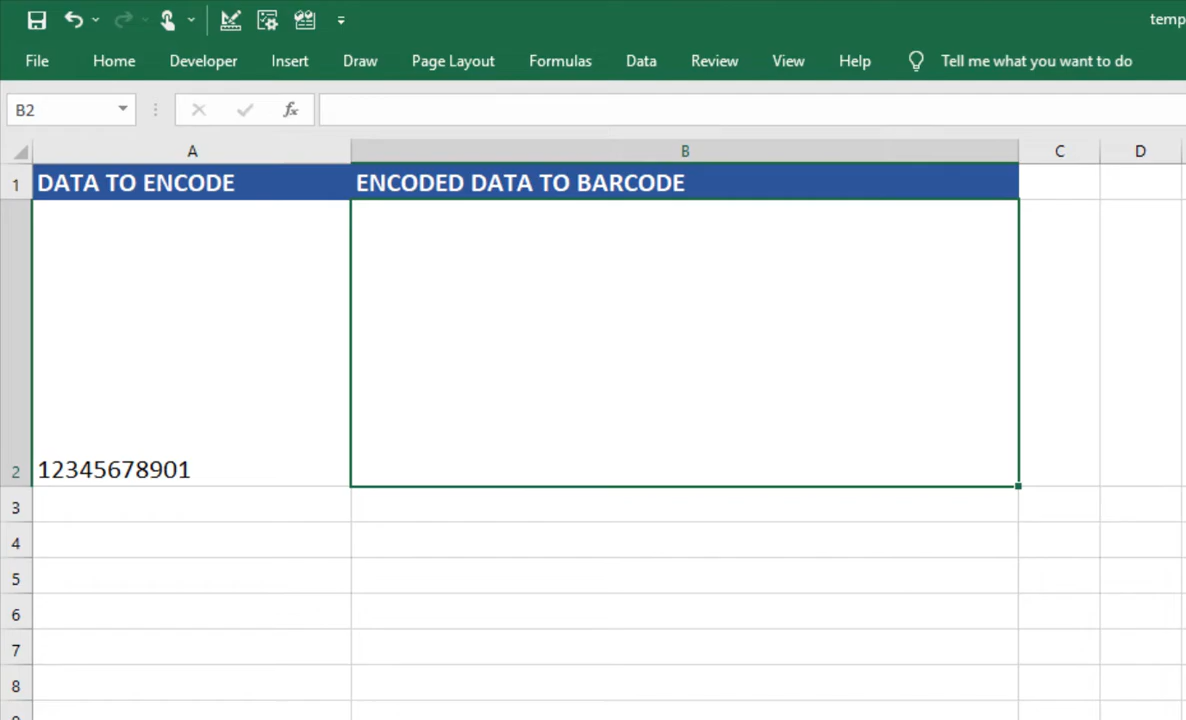 temp
File Home Developer Insert Draw Page Layout Formulas Data Review View Help Tell me what you want to do
B2 fx
A B C D
1 DATA TO ENCODE ENCODED DATA TO BARCODE
2 12345678901
3
4
5
6
7
8